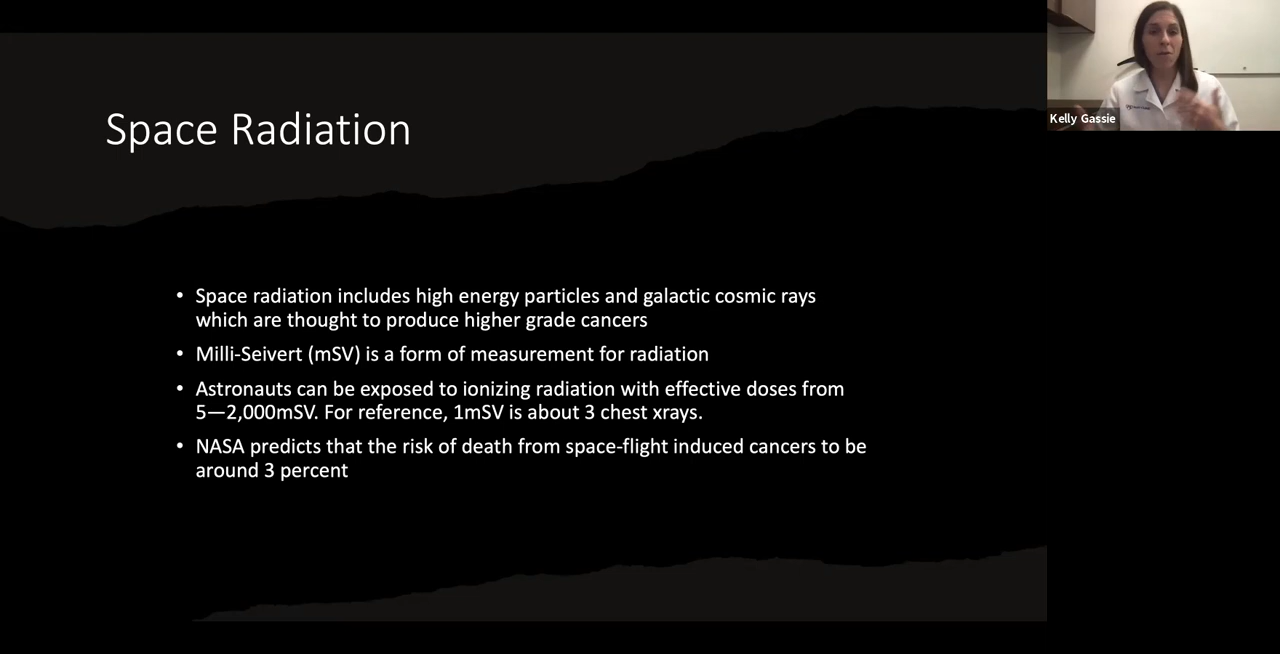 Space Radiation
Kelly Gassie
• Space radiation includes high energy particles and galactic cosmic rays
which are thought to produce higher grade cancers
• Milli-Seivert (mSV) is a form of measurement for radiation
• Astronauts can be exposed to ionizing radiation with effective doses from
5—2,000mSV. For reference, 1mSV is about 3 chest xrays.
• NASA predicts that the risk of death from space-flight induced cancers to be
around 3 percent